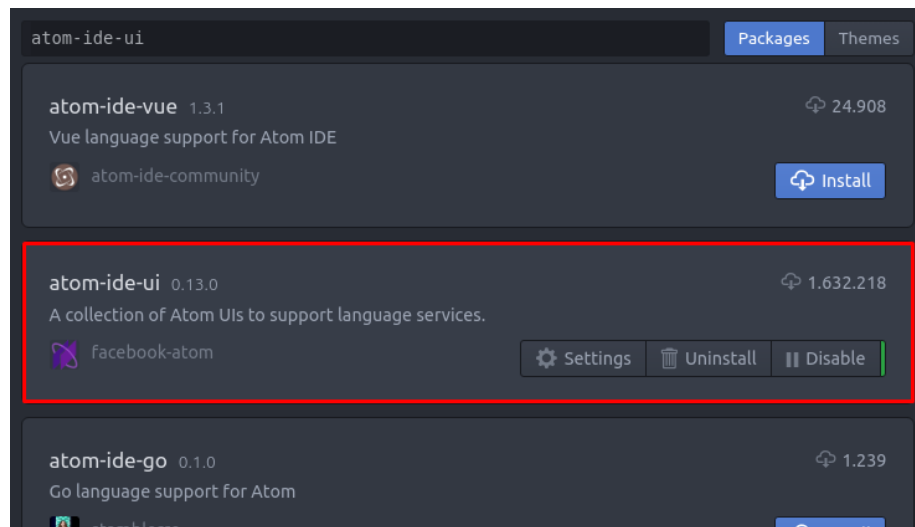 atom-ide-ui
Packages Themes
atom-ide-vue 1.3.1 24.908
Vue language support for Atom IDE
atom-ide-community
Install
atom-ide-ui 0.13.0 1.632.218
A collection of Atom UIs to support language services.
facebook-atom
Settings Uninstall Disable
atom-ide-go 0.1.0 1.239
Go language support for Atom